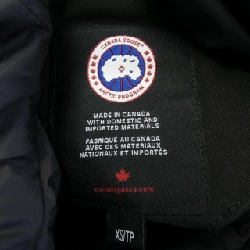 CANADA GOOSE
ARCTIC PROGRAM
MADE IN CANADA
WITH DOMESTIC AND
IMPORTED MATERIALS
FABRIQUÉ AU CANADA
AVEC DES MATÉRIAUX
NATIONAUX ET IMPORTÉS
canadagoose.com
XS/TP